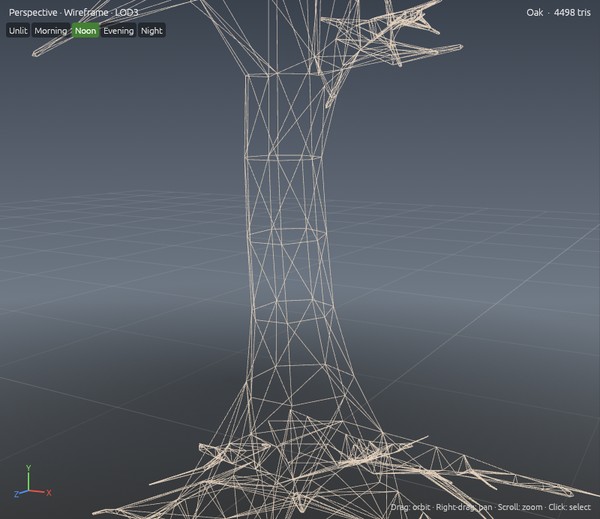 Perspective · Wireframe · LOD3
Oak · 4498 tris
Unlit Morning Noon Evening Night
Y
Z X
Drag: orbit · Right-drag: pan · Scroll: zoom · Click: select